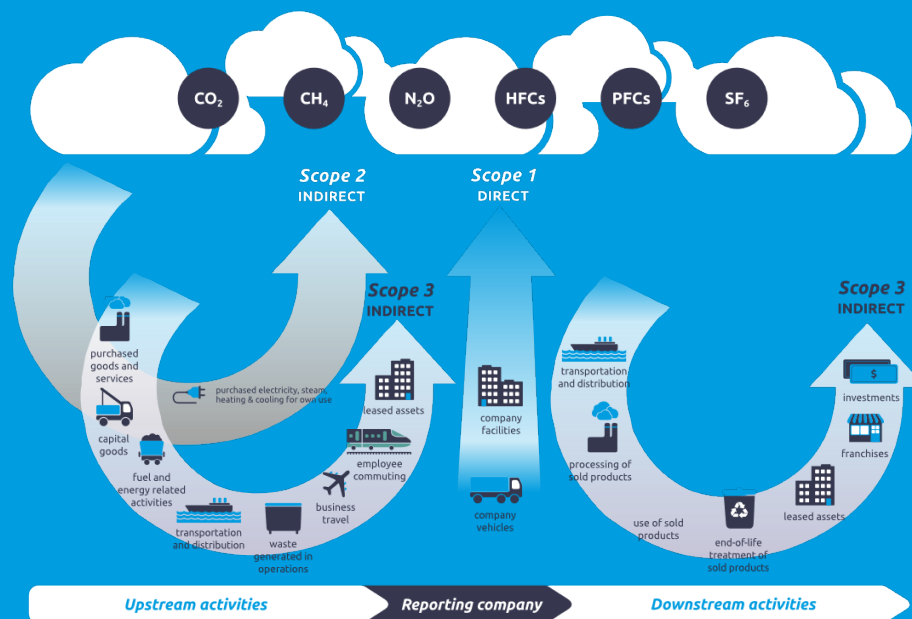 CO₂
CH₄
N₂O
HFCs
PFCs
SF₆
Scope 2
INDIRECT
Scope 1
DIRECT
Scope 3
INDIRECT
Scope 3
INDIRECT
purchased
goods and
services
capital
goods
fuel and
energy related
activities
transportation
and distribution
waste
generated in
operations
business
travel
employee
commuting
leased assets
purchased electricity, steam,
heating & cooling for own use
company
facilities
company
vehicles
transportation
and distribution
processing of
sold products
use of sold
products
end-of-life
treatment of
sold products
leased assets
franchises
$
investments
Upstream activities
Reporting company
Downstream activities